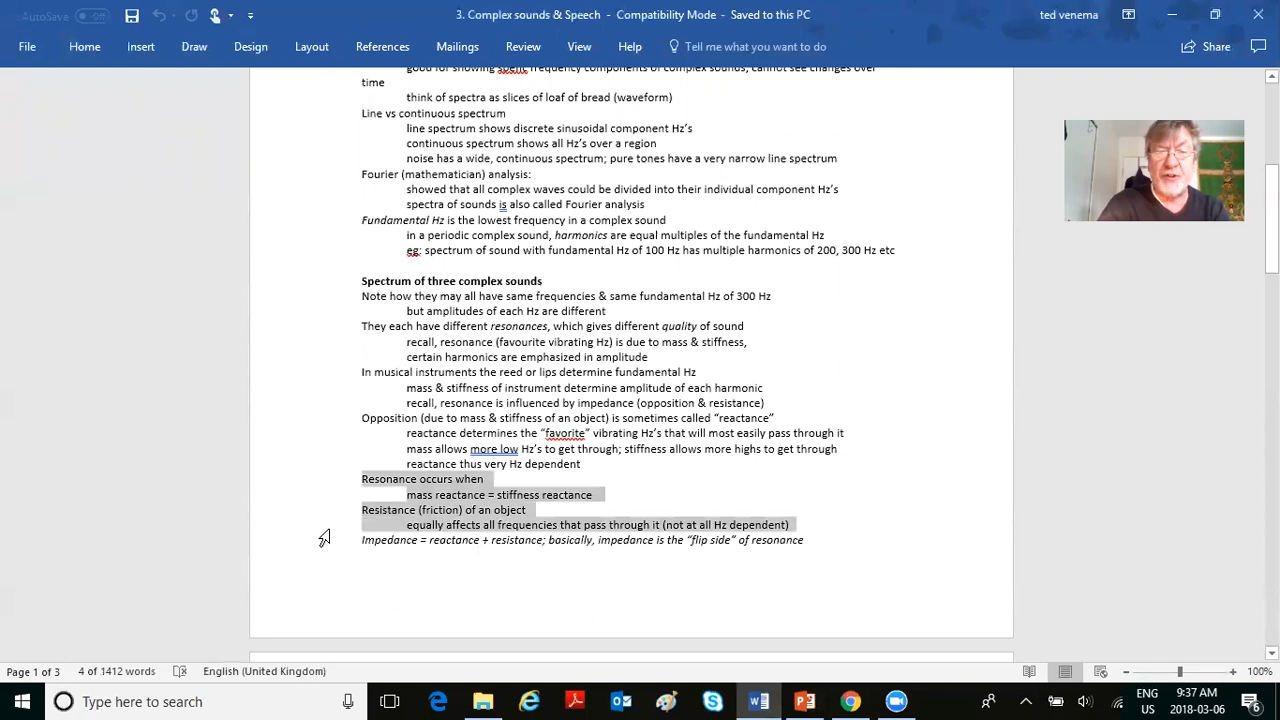 AutoSave Off
3. Complex sounds & Speech - Compatibility Mode - Saved to this PC
ted venema
File Home Insert Draw Design Layout References Mailings Review View Help Tell me what you want to do Share
good for showing specific frequency components of complex sounds, cannot see changes over
time
think of spectra as slices of loaf of bread (waveform)
Line vs continuous spectrum
line spectrum shows discrete sinusoidal component Hz's
continuous spectrum shows all Hz's over a region
noise has a wide, continuous spectrum; pure tones have a very narrow line spectrum
Fourier (mathematician) analysis:
showed that all complex waves could be divided into their individual component Hz's
spectra of sounds is also called Fourier analysis
Fundamental Hz is the lowest frequency in a complex sound
in a periodic complex sound, harmonics are equal multiples of the fundamental Hz
eg: spectrum of sound with fundamental Hz of 100 Hz has multiple harmonics of 200, 300 Hz etc
Spectrum of three complex sounds
Note how they may all have same frequencies & same fundamental Hz of 300 Hz
but amplitudes of each Hz are different
They each have different resonances, which gives different quality of sound
recall, resonance (favourite vibrating Hz) is due to mass & stiffness,
certain harmonics are emphasized in amplitude
In musical instruments the reed or lips determine fundamental Hz
mass & stiffness of instrument determine amplitude of each harmonic
recall, resonance is influenced by impedance (opposition & resistance)
Opposition (due to mass & stiffness of an object) is sometimes called "reactance"
reactance determines the "favorite" vibrating Hz's that will most easily pass through it
mass allows more low Hz's to get through; stiffness allows more highs to get through
reactance thus very Hz dependent
Resonance occurs when
mass reactance = stiffness reactance
Resistance (friction) of an object
equally affects all frequencies that pass through it (not at all Hz dependent)
Impedance = reactance + resistance; basically, impedance is the "flip side" of resonance
Page 1 of 3 4 of 1412 words English (United Kingdom) 100%
Type here to search
ENG
9:37 AM
2018-03-06
6